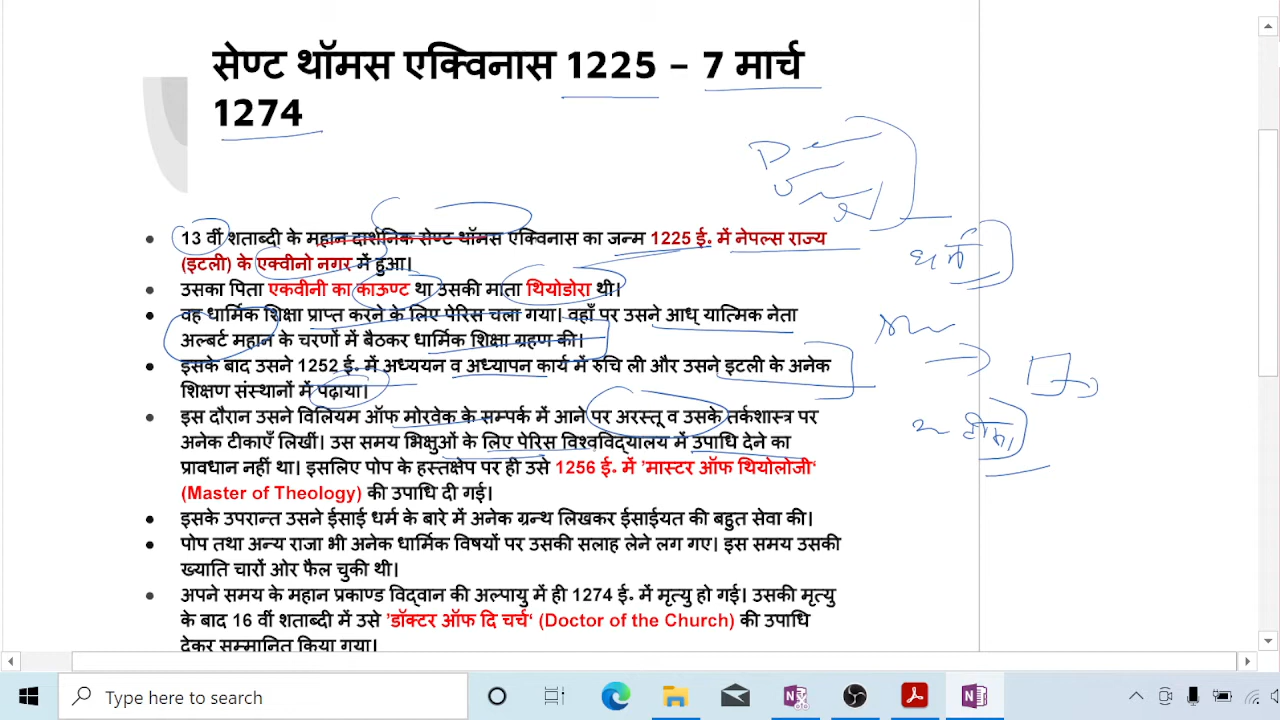 सेण्ट थॉमस एक्विनास 1225 – 7 मार्च
1274
• 13 वीं शताब्दी के महान दार्शनिक सेण्ट थॉमस एक्विनास का जन्म 1225 ई. में नेपल्स राज्य
(इटली) के एक्वीनो नगर में हुआ।
• उसका पिता एकवीनी का काऊण्ट था उसकी माता थियोडोरा थी।
• वह धार्मिक शिक्षा प्राप्त करने के लिए पेरिस चला गया। वहाँ पर उसने आध् यात्मिक नेता
अल्बर्ट महान के चरणों में बैठकर धार्मिक शिक्षा ग्रहण की।
• इसके बाद उसने 1252 ई. में अध्ययन व अध्यापन कार्य में रुचि ली और उसने इटली के अनेक
शिक्षण संस्थानों में पढ़ाया।
• इस दौरान उसने विलियम ऑफ मोरवेक के सम्पर्क में आने पर अरस्तू व उसके तर्कशास्त्र पर
अनेक टीकाएँ लिखीं। उस समय भिक्षुओं के लिए पेरिस विश्वविद्यालय में उपाधि देने का
प्रावधान नहीं था। इसलिए पोप के हस्तक्षेप पर ही उसे 1256 ई. में 'मास्टर ऑफ थियोलोजी'
(Master of Theology) की उपाधि दी गई।
• इसके उपरान्त उसने ईसाई धर्म के बारे में अनेक ग्रन्थ लिखकर ईसाईयत की बहुत सेवा की।
• पोप तथा अन्य राजा भी अनेक धार्मिक विषयों पर उसकी सलाह लेने लग गए। इस समय उसकी
ख्याति चारों ओर फैल चुकी थी।
• अपने समय के महान प्रकाण्ड विद्वान की अल्पायु में ही 1274 ई. में मृत्यु हो गई। उसकी मृत्यु
के बाद 16 वीं शताब्दी में उसे 'डॉक्टर ऑफ दि चर्च' (Doctor of the Church) की उपाधि
देकर सम्मानित किया गया।
धर्म
टीका
Type here to search